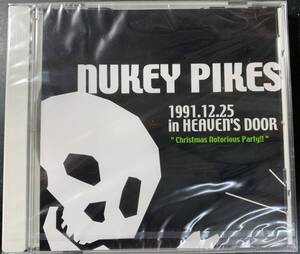 NUKEY PIKES
1991.12.25
in HEAVEN'S DOOR
"Christmas Notorious Party!!"